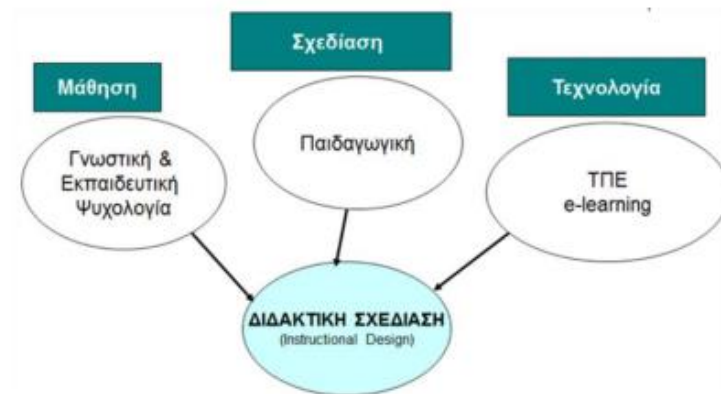 Σχεδίαση
Μάθηση
Τεχνολογία
Παιδαγωγική
Γνωστική &
Εκπαιδευτική
Ψυχολογία
ΤΠΕ
e-learning
ΔΙΔΑΚΤΙΚΗ ΣΧΕΔΙΑΣΗ
(Instructional Design)